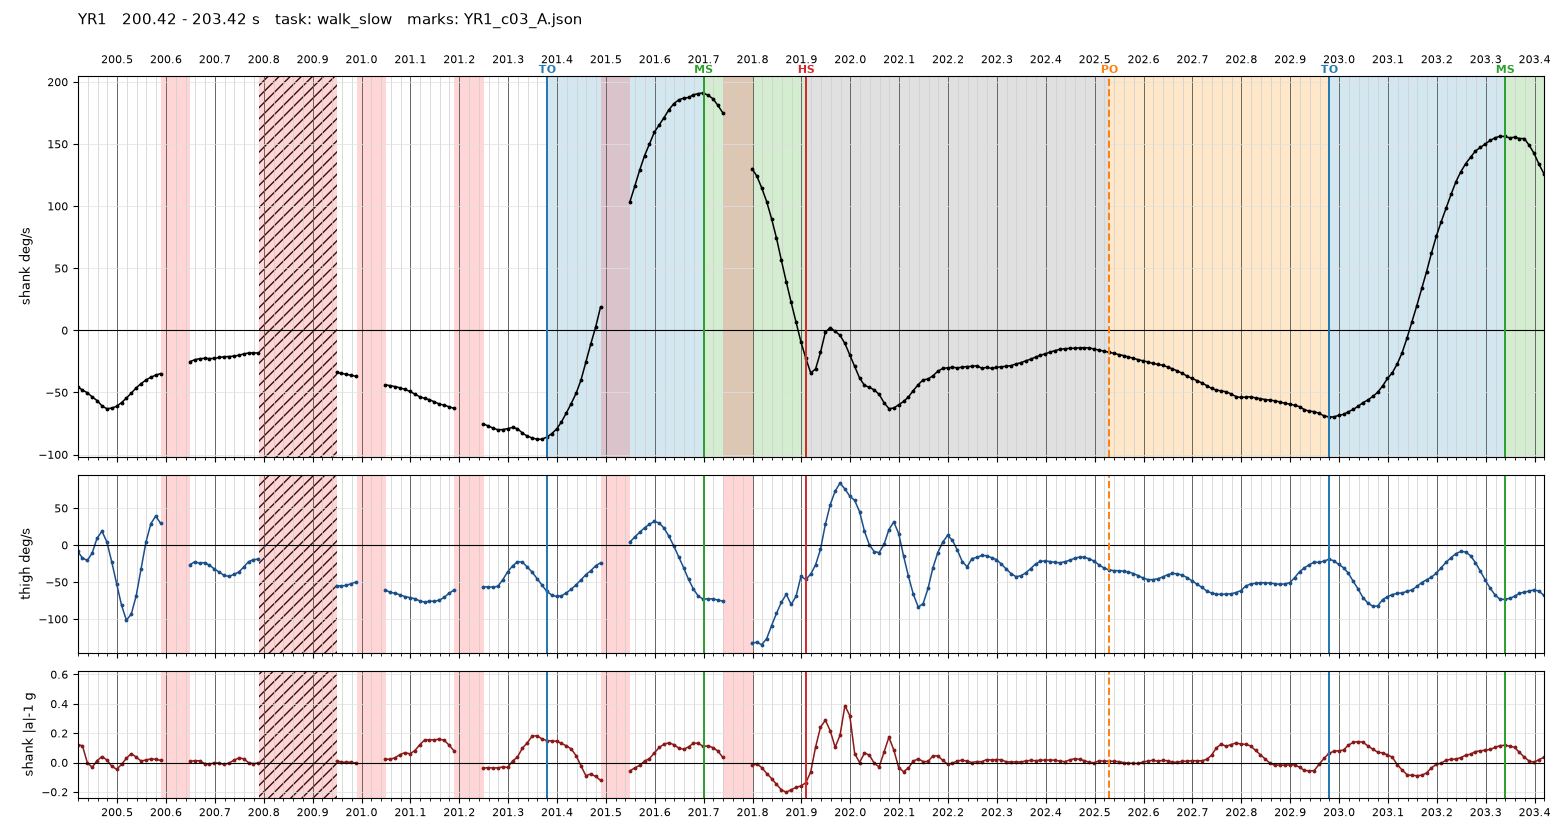 YR1   200.42 - 203.42 s   task: walk_slow   marks: YR1_c03_A.json
200.5 200.6 200.7 200.8 200.9 201.0 201.1 201.2 201.3 201.4 201.5 201.6 201.7 201.8 201.9 202.0 202.1 202.2 202.3 202.4 202.5 202.6 202.7 202.8 202.9 203.0 203.1 203.2 203.3 203.4
TO MS HS PO TO MS
200
150
100
50
0
−50
−100
shank deg/s
50
0
−50
−100
thigh deg/s
0.6
0.4
0.2
0.0
−0.2
shank |a|-1 g
200.5 200.6 200.7 200.8 200.9 201.0 201.1 201.2 201.3 201.4 201.5 201.6 201.7 201.8 201.9 202.0 202.1 202.2 202.3 202.4 202.5 202.6 202.7 202.8 202.9 203.0 203.1 203.2 203.3 203.4